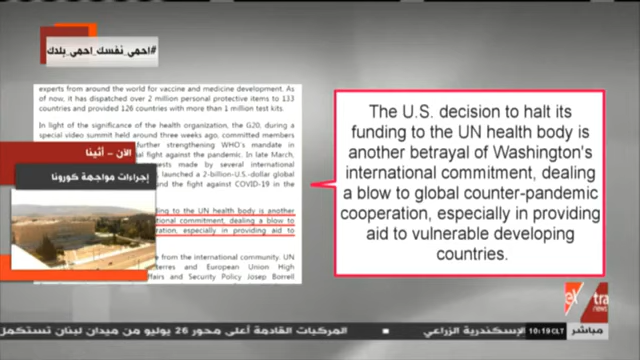 #احمي_نفسك_احمي_بلدك
experts from around the world for vaccine and medicine development. As
of now, it has dispatched over 2 million personal protective items to 133
countries and provided 126 countries with more than 1 million test kits.
In light of the significance of the health organization, the G20, during a
special video summit held around three weeks ago, committed members
further strengthening WHO's mandate in
al fight against the pandemic. In late March,
ests made by several international
launched a 2-billion-U.S.-dollar global
nd the fight against COVID-19 in the
ding to the UN health body is another
tional commitment, dealing a blow to
ration, especially in providing aid to
e from the international community. UN
terres and European Union High
ffairs and Security Policy Josep Borrell
الآن - أثينا
إجراءات مواجهة كورونا
The U.S. decision to halt its
funding to the UN health body is
another betrayal of Washington's
international commitment, dealing
a blow to global counter-pandemic
cooperation, especially in providing
aid to vulnerable developing
countries.
eX
tra
news
مباشر
10:19CLT
الإسكندرية الزراعي
المركبات القادمة أعلى محور 26 يوليو من ميدان لبنان تستكمل